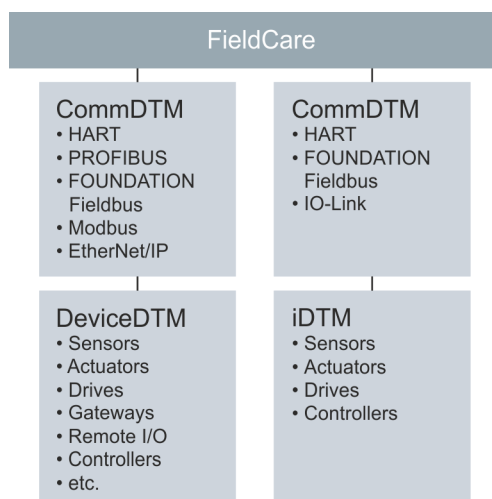 FieldCare
CommDTM
• HART
• PROFIBUS
• FOUNDATION
Fieldbus
• Modbus
• EtherNet/IP
CommDTM
• HART
• FOUNDATION
Fieldbus
• IO-Link
DeviceDTM
• Sensors
• Actuators
• Drives
• Gateways
• Remote I/O
• Controllers
• etc.
iDTM
• Sensors
• Actuators
• Drives
• Controllers